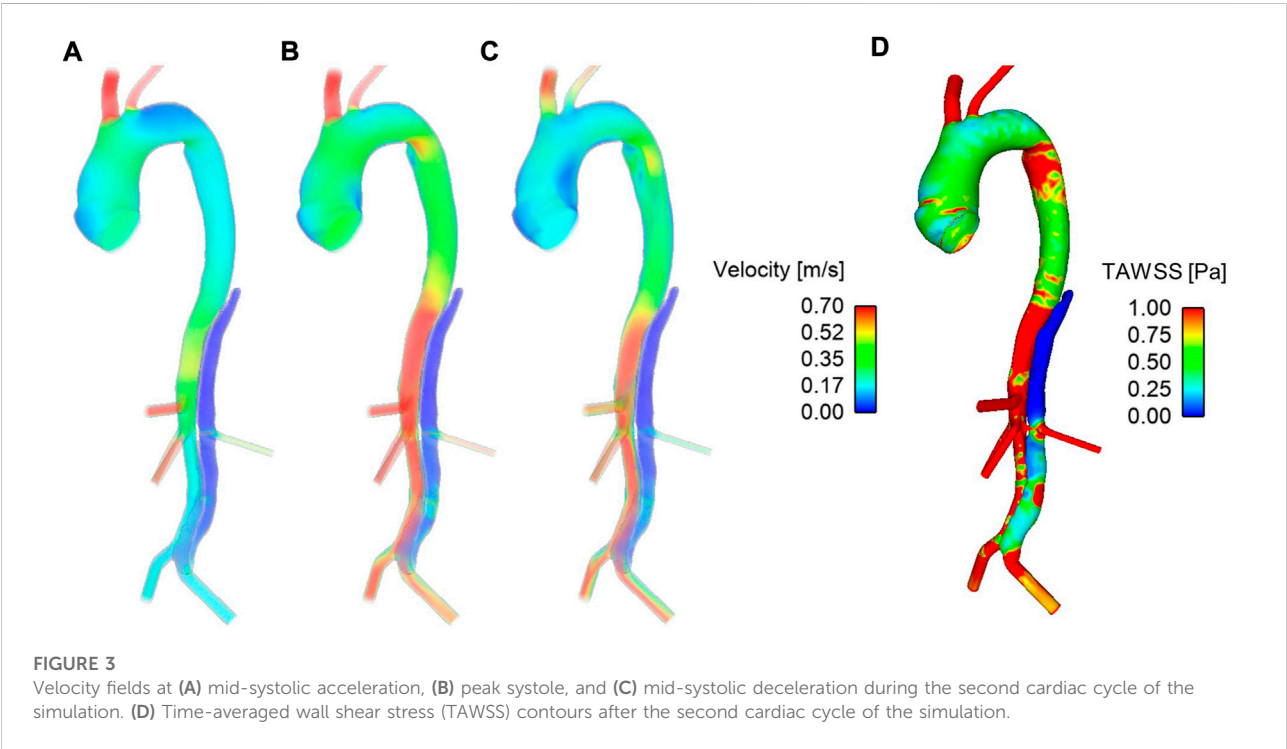 A
B
C
D
Velocity [m/s]
0.70
0.52
0.35
0.17
0.00
TAWSS [Pa]
1.00
0.75
0.50
0.25
0.00
FIGURE 3
Velocity fields at (A) mid-systolic acceleration, (B) peak systole, and (C) mid-systolic deceleration during the second cardiac cycle of the
simulation. (D) Time-averaged wall shear stress (TAWSS) contours after the second cardiac cycle of the simulation.